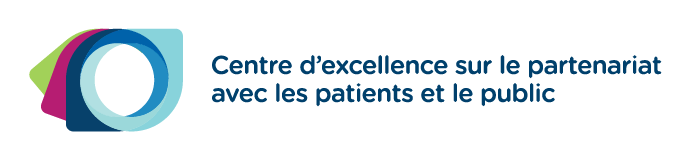 Centre d'excellence sur le partenariat
avec les patients et le public